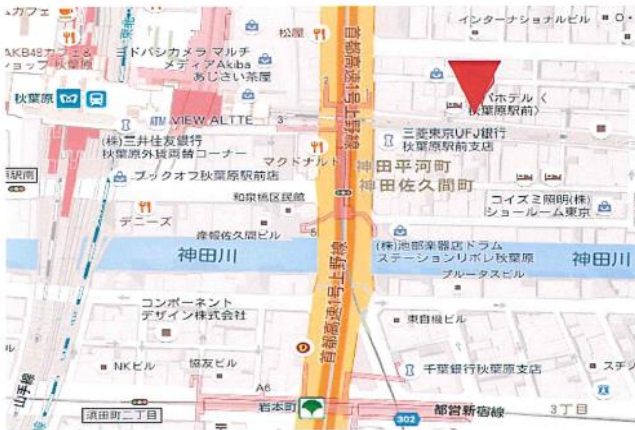 ムカフェ
AKB48カフェ&
ショップ 秋葉原
ヨドバシカメラ マルチ
メディアAkiba
あじさい茶屋
松屋
首都高速1号上野線
インターナショナルビル
秋葉原
VIEW ALTTE
2
3
パホテル〈
秋葉原駅前〉
(株)三井住友銀行
秋葉原外貨両替コーナー
三菱東京UFJ銀行
秋葉原駅前支店
マクドナルド
ブックオフ秋葉原駅前店
神田平河町
神田佐久間町
和泉橋区民館
コイズミ照明(株)
ショールーム東京
デニーズ
産報佐久間ビル
5
(株)池部楽器店ドラム
ステーションリボレ秋葉原
神田川
神田川
ブルータスビル
首都高速1号上野線
コンポーネント
デザイン株式会社
東自機ビル
NKビル
協友ビル
千葉銀行秋葉原支店
山手線
A6
須田町二丁目
岩本町
302
都営新宿線
3丁目